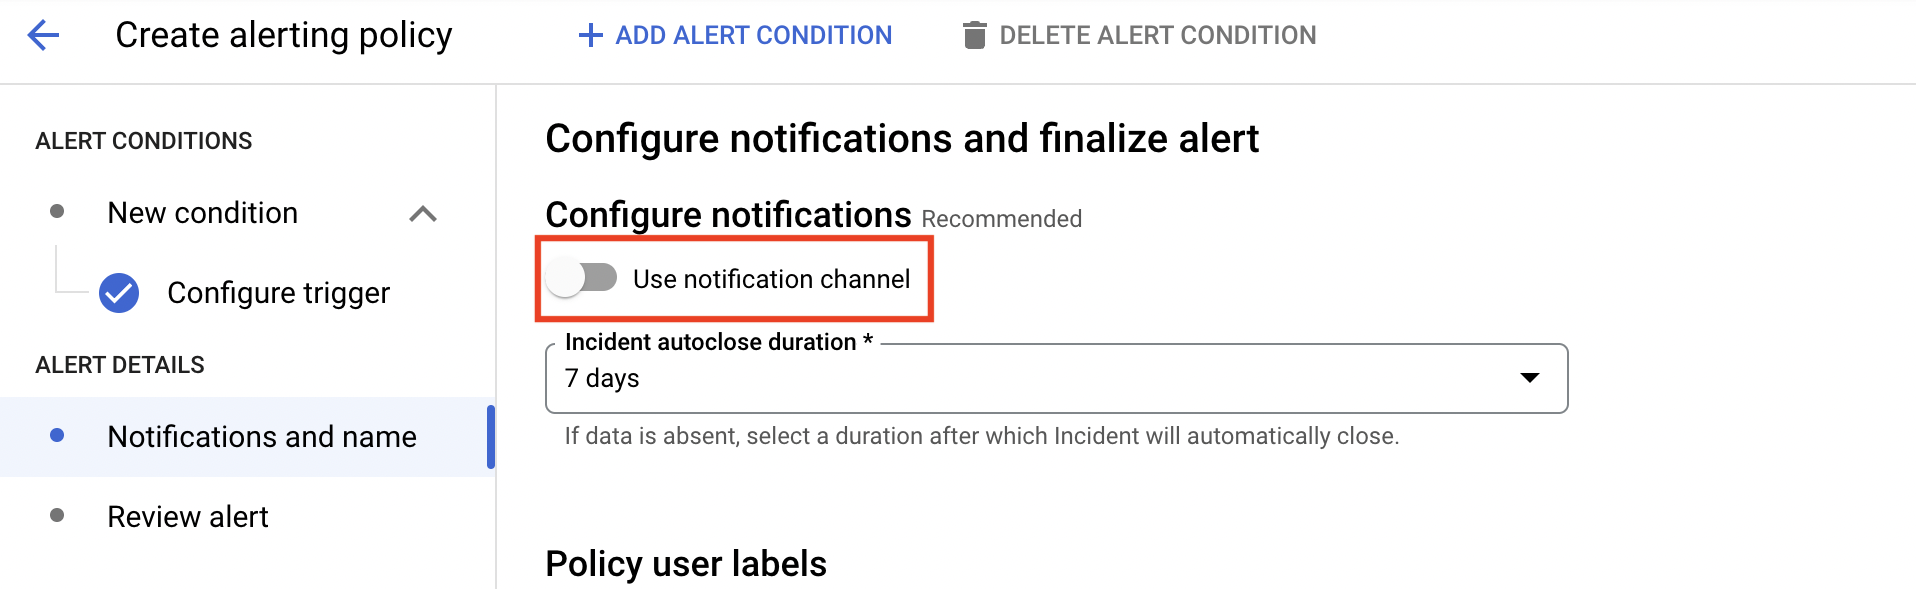 Create alerting policy
ADD ALERT CONDITION
DELETE ALERT CONDITION
ALERT CONDITIONS
New condition
Configure trigger
ALERT DETAILS
Notifications and name
Review alert
Configure notifications and finalize alert
Configure notifications Recommended
Use notification channel
Incident autoclose duration *
7 days
If data is absent, select a duration after which Incident will automatically close.
Policy user labels